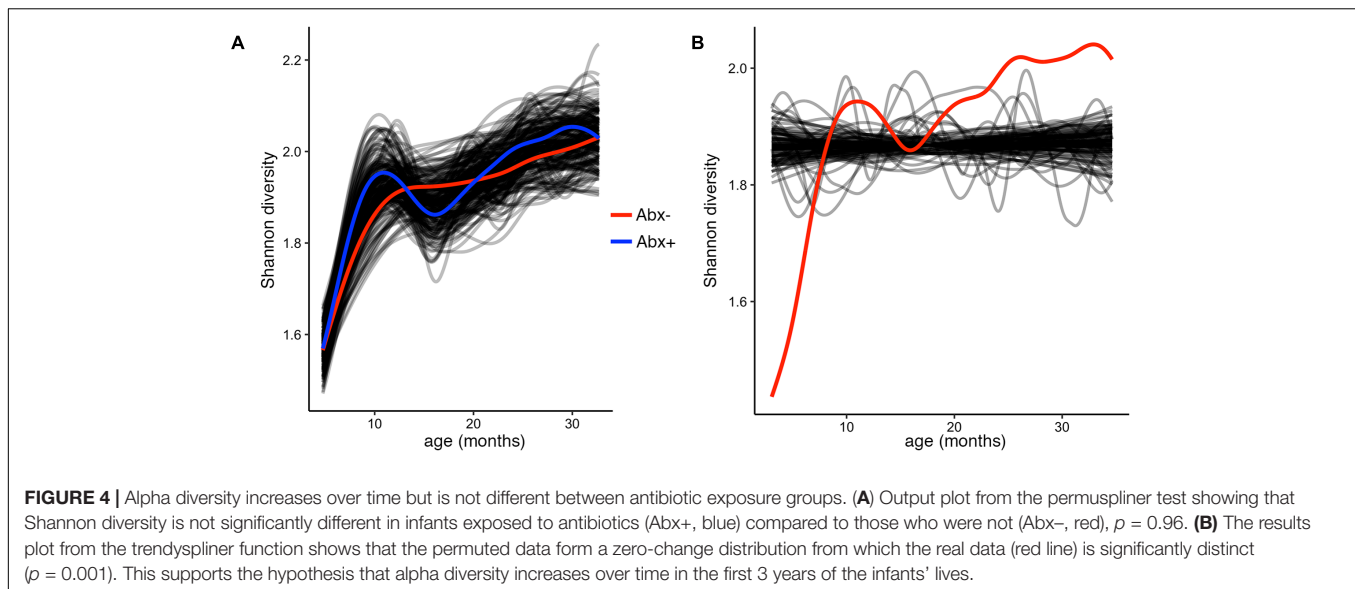 A
B
2.2
2.0
1.8
1.6
Shannon diversity
10
20
30
age (months)
Abx-
Abx+
2.0
1.8
1.6
Shannon diversity
10
20
30
age (months)
FIGURE 4 | Alpha diversity increases over time but is not different between antibiotic exposure groups. (A) Output plot from the permuspliner test showing that
Shannon diversity is not significantly different in infants exposed to antibiotics (Abx+, blue) compared to those who were not (Abx–, red), p = 0.96. (B) The results
plot from the trendyspliner function shows that the permuted data form a zero-change distribution from which the real data (red line) is significantly distinct
(p = 0.001). This supports the hypothesis that alpha diversity increases over time in the first 3 years of the infants’ lives.